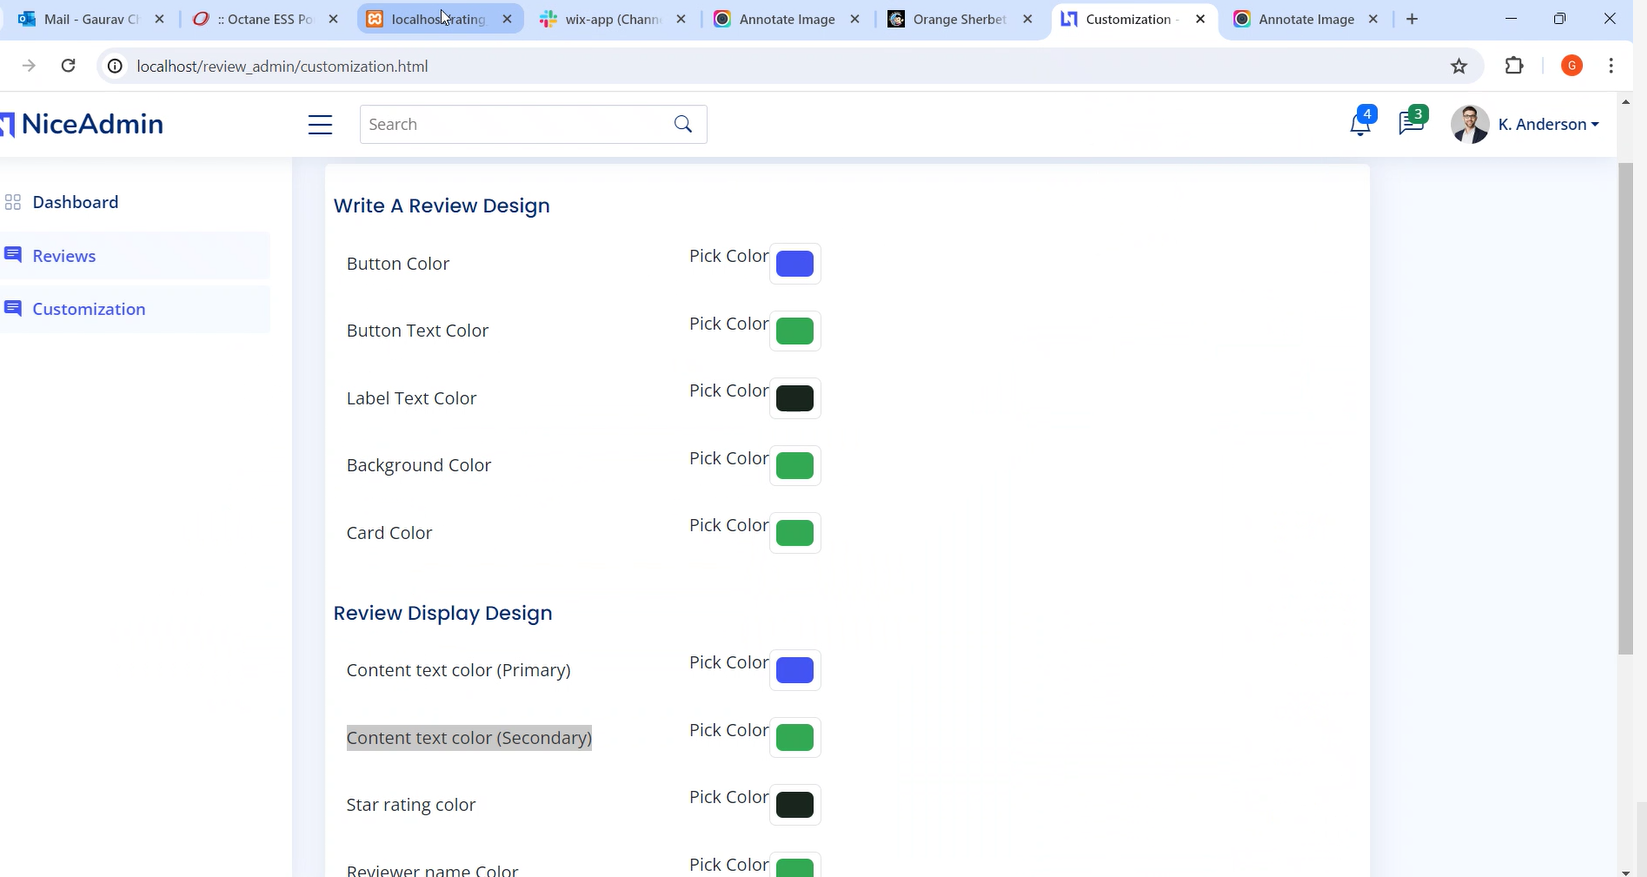 Mail - Gaurav C
:: Octane ESS Po
localhost/rating
wix-app (Chann
Annotate Image
Orange Sherbet
Customization -
Annotate Image
localhost/review_admin/customization.html
G
NiceAdmin
Search
4
3
K. Anderson
Dashboard
Reviews
Customization
Write A Review Design
Button Color
Pick Color
Button Text Color
Pick Color
Label Text Color
Pick Color
Background Color
Pick Color
Card Color
Pick Color
Review Display Design
Content text color (Primary)
Pick Color
Content text color (Secondary)
Pick Color
Star rating color
Pick Color
Reviewer name Color
Pick Color